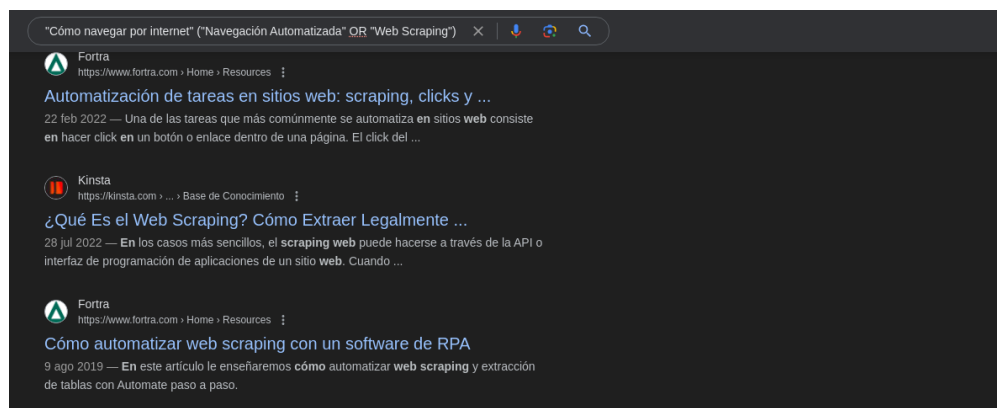 "Cómo navegar por internet" ("Navegación Automatizada" OR "Web Scraping")
Fortra
https://www.fortra.com › Home › Resources
Automatización de tareas en sitios web: scraping, clicks y ...
22 feb 2022 — Una de las tareas que más comúnmente se automatiza en sitios web consiste
en hacer click en un botón o enlace dentro de una página. El click del ...
Kinsta
https://kinsta.com › ... › Base de Conocimiento
¿Qué Es el Web Scraping? Cómo Extraer Legalmente ...
28 jul 2022 — En los casos más sencillos, el scraping web puede hacerse a través de la API o
interfaz de programación de aplicaciones de un sitio web. Cuando ...
Fortra
https://www.fortra.com › Home › Resources
Cómo automatizar web scraping con un software de RPA
9 ago 2019 — En este artículo le enseñaremos cómo automatizar web scraping y extracción
de tablas con Automate paso a paso.